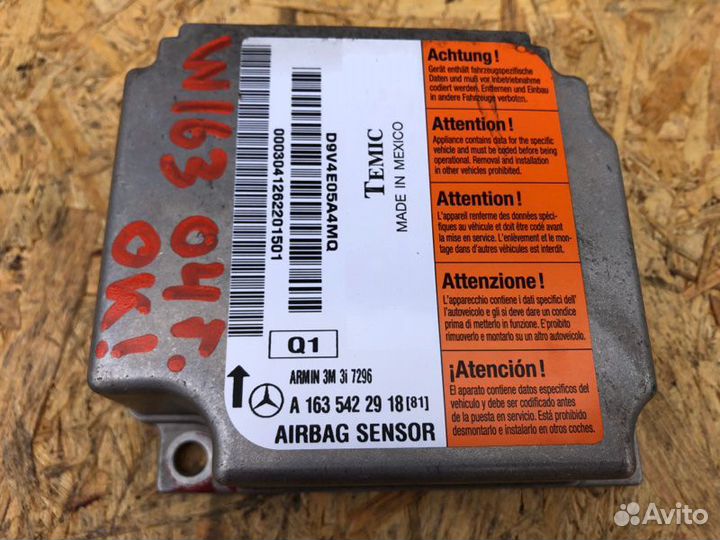 W163
04г.
OK!
00003041262201501
D9V4E05A4MQ
TEMIC
MADE IN MEXICO
Q1
ARMIN 3M 3i 7296
A 163 542 29 18 [81]
AIRBAG SENSOR
Achtung!
Gerät enthält fahrzeugspezifische
Daten und muß vor Inbetriebnahme
codiert werden. Entfernen und Einbau
in andere Fahrzeuge verboten.
Attention!
Appliance contains data for the specific
vehicle and must be coded before being
operational. Removal and installation
in other vehicles prohibited.
Attention!
L'appareil renferme des données spéci-
fiques au véhicule et doit être codé avant
la mise en service. L'enlèvement et le mon-
tage dans d'autres véhicules est interdit.
Attenzione!
L'apparecchio contiene i dati specifici dell'
autoveicolo e gli si deve dare un condice
prima di metterlo in funzione. E'proibito
rimuoverlo e montarlo su un altro autoveicolo.
¡Atención!
El aparato contiene datos específicos del
vehículo y debe ser codificado antes
de la puesta en servicio. Está prohibido
desmontarlo e instalarlo en otros coches.
Avito